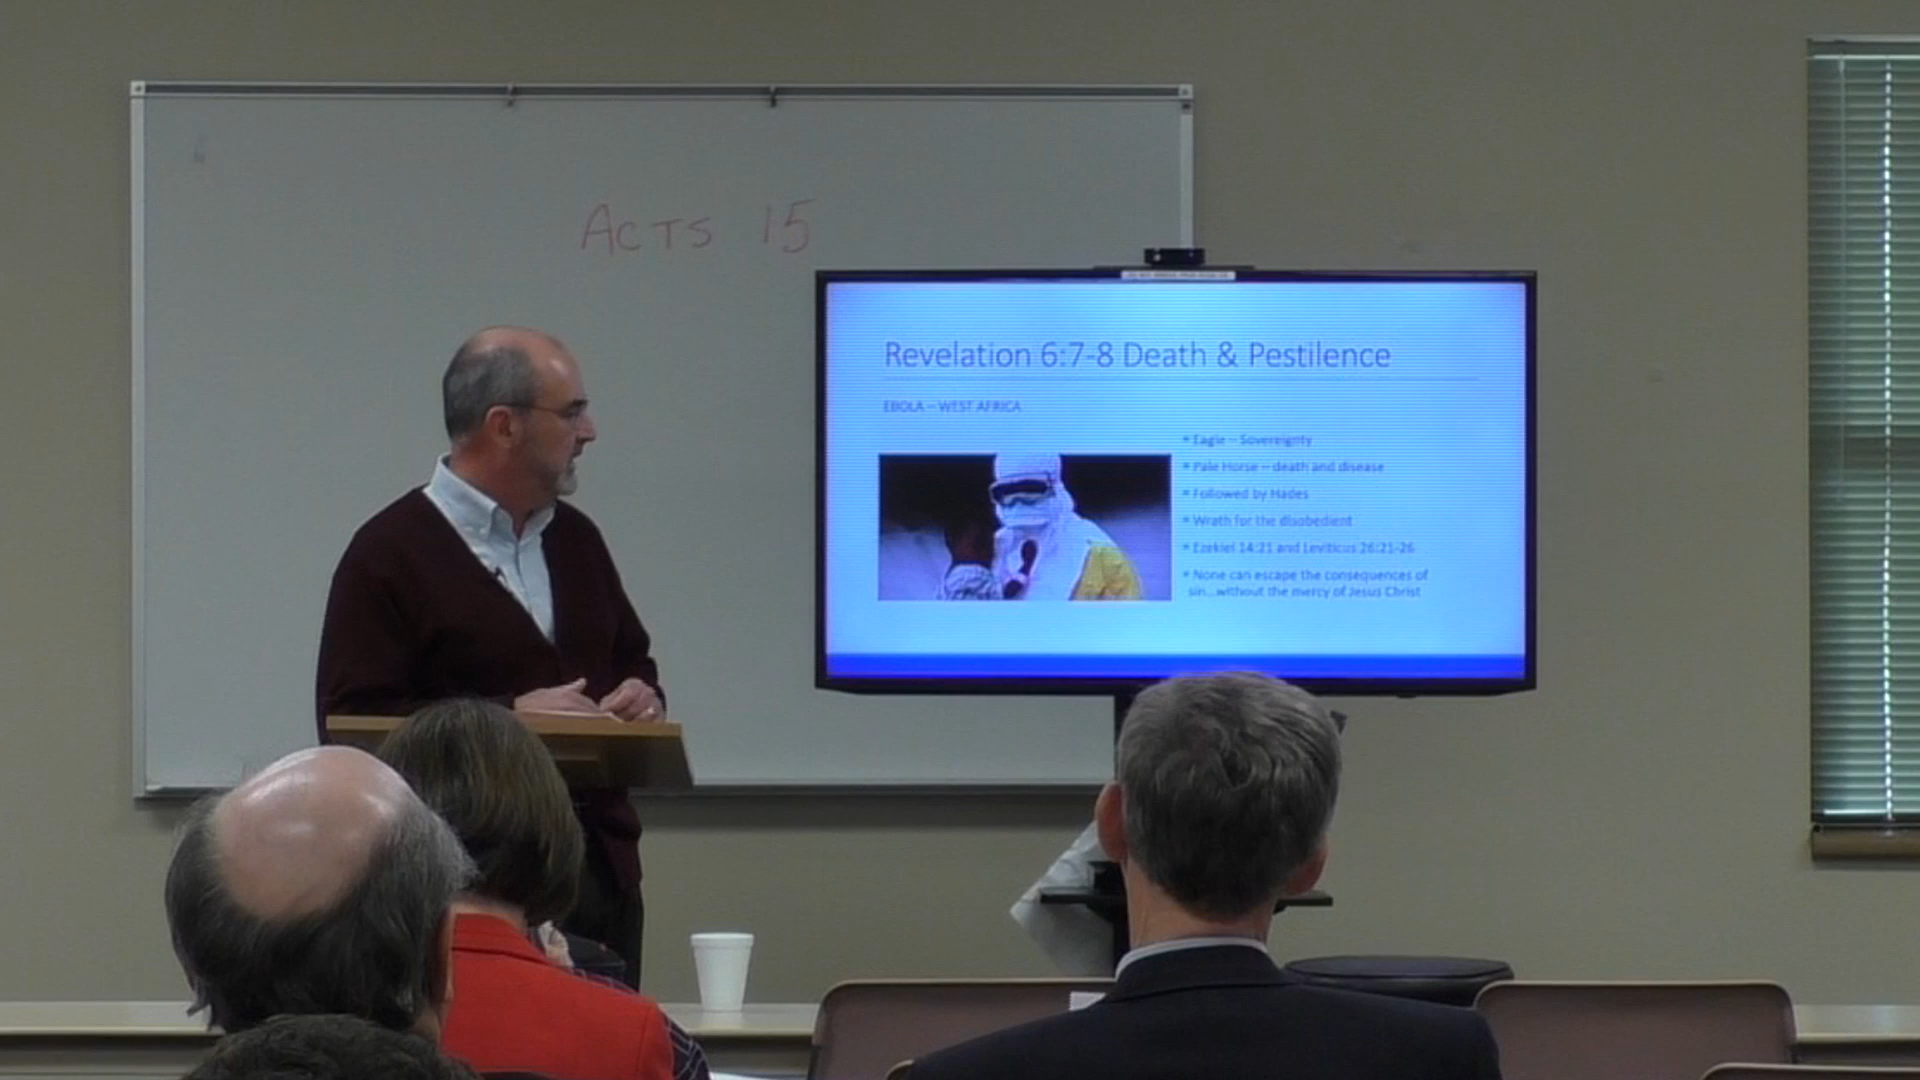 ACTS 15
Revelation 6:7-8 Death & Pestilence
EBOLA – WEST AFRICA
Eagle – Sovereignty
Pale Horse – death and disease
Followed by Hades
Wrath for the disobedient
Ezekiel 14:21 and Leviticus 26:21-26
None can escape the consequences of
sin...without the mercy of Jesus Christ